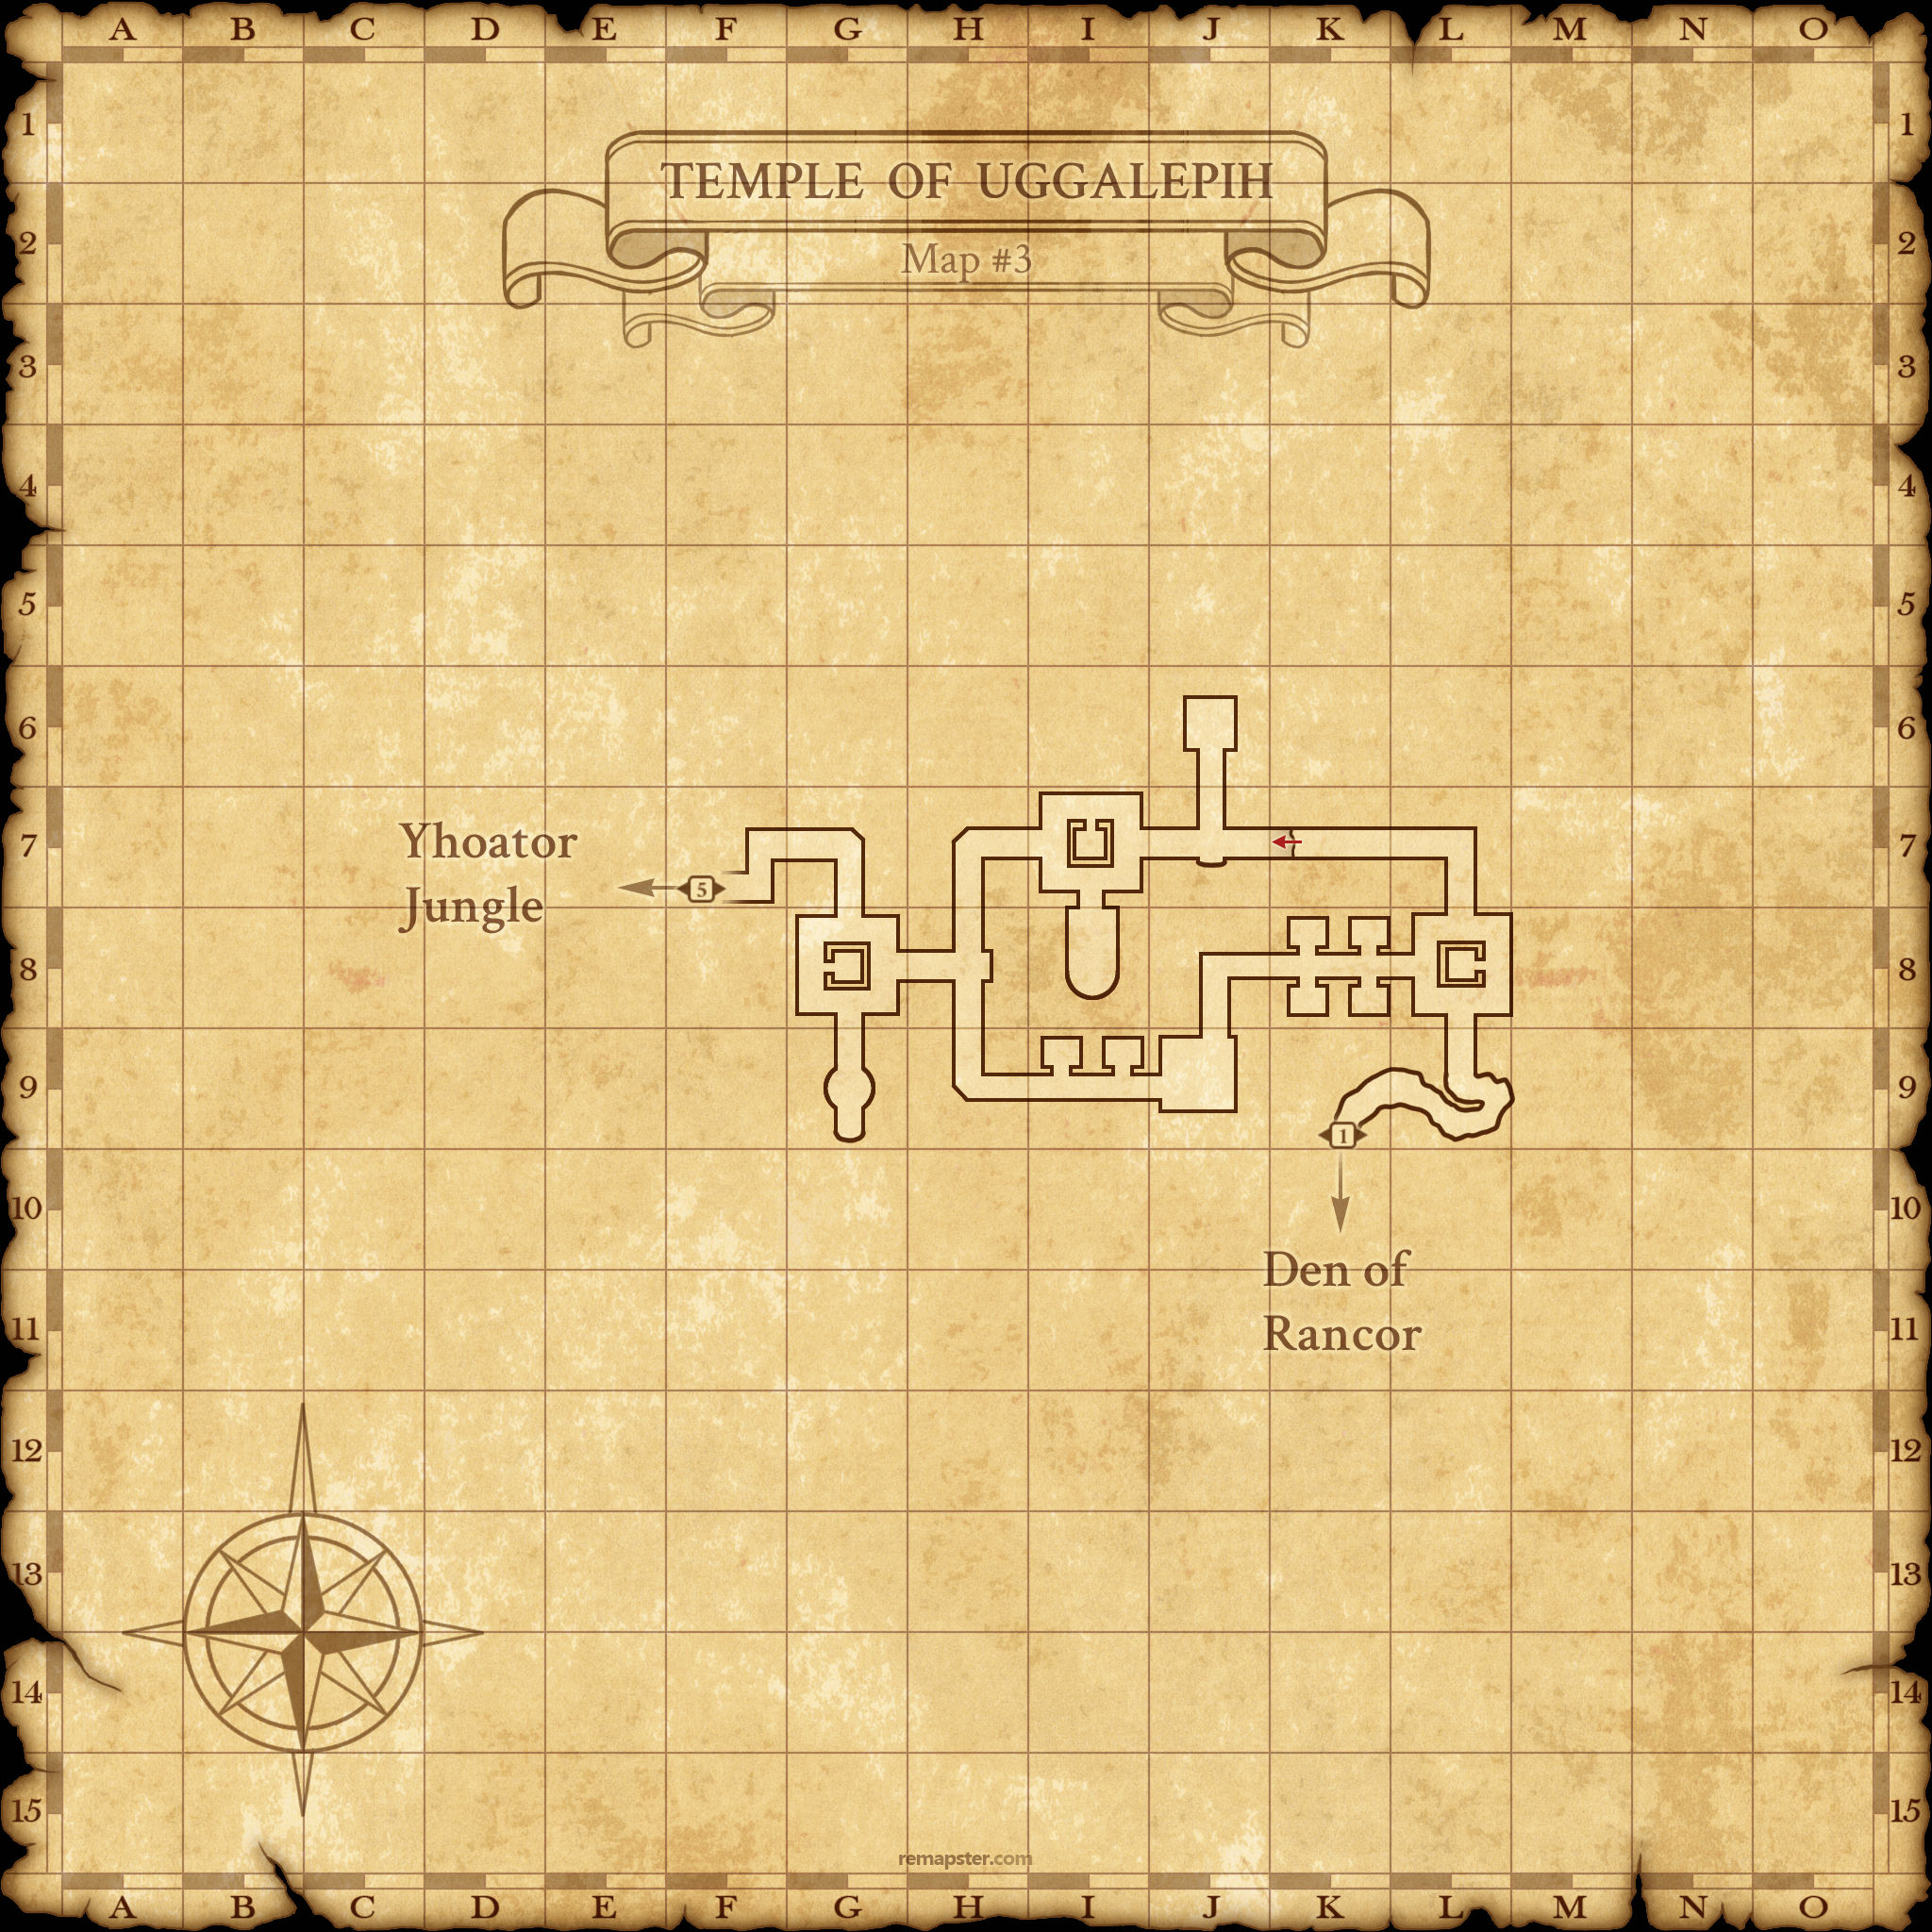 A B C D E F G H I J K L M N O
1 1
TEMPLE OF UGGALEPIH
2 2
Map #3
3 3
4 4
5 5
6 6
7 7
Yhoator
Jungle
5
8 8
9 9
1
10 10
Den of
Rancor
11 11
12 12
13 13
14 14
15 15
remapster.com
A B C D E F G H I J K L M N O